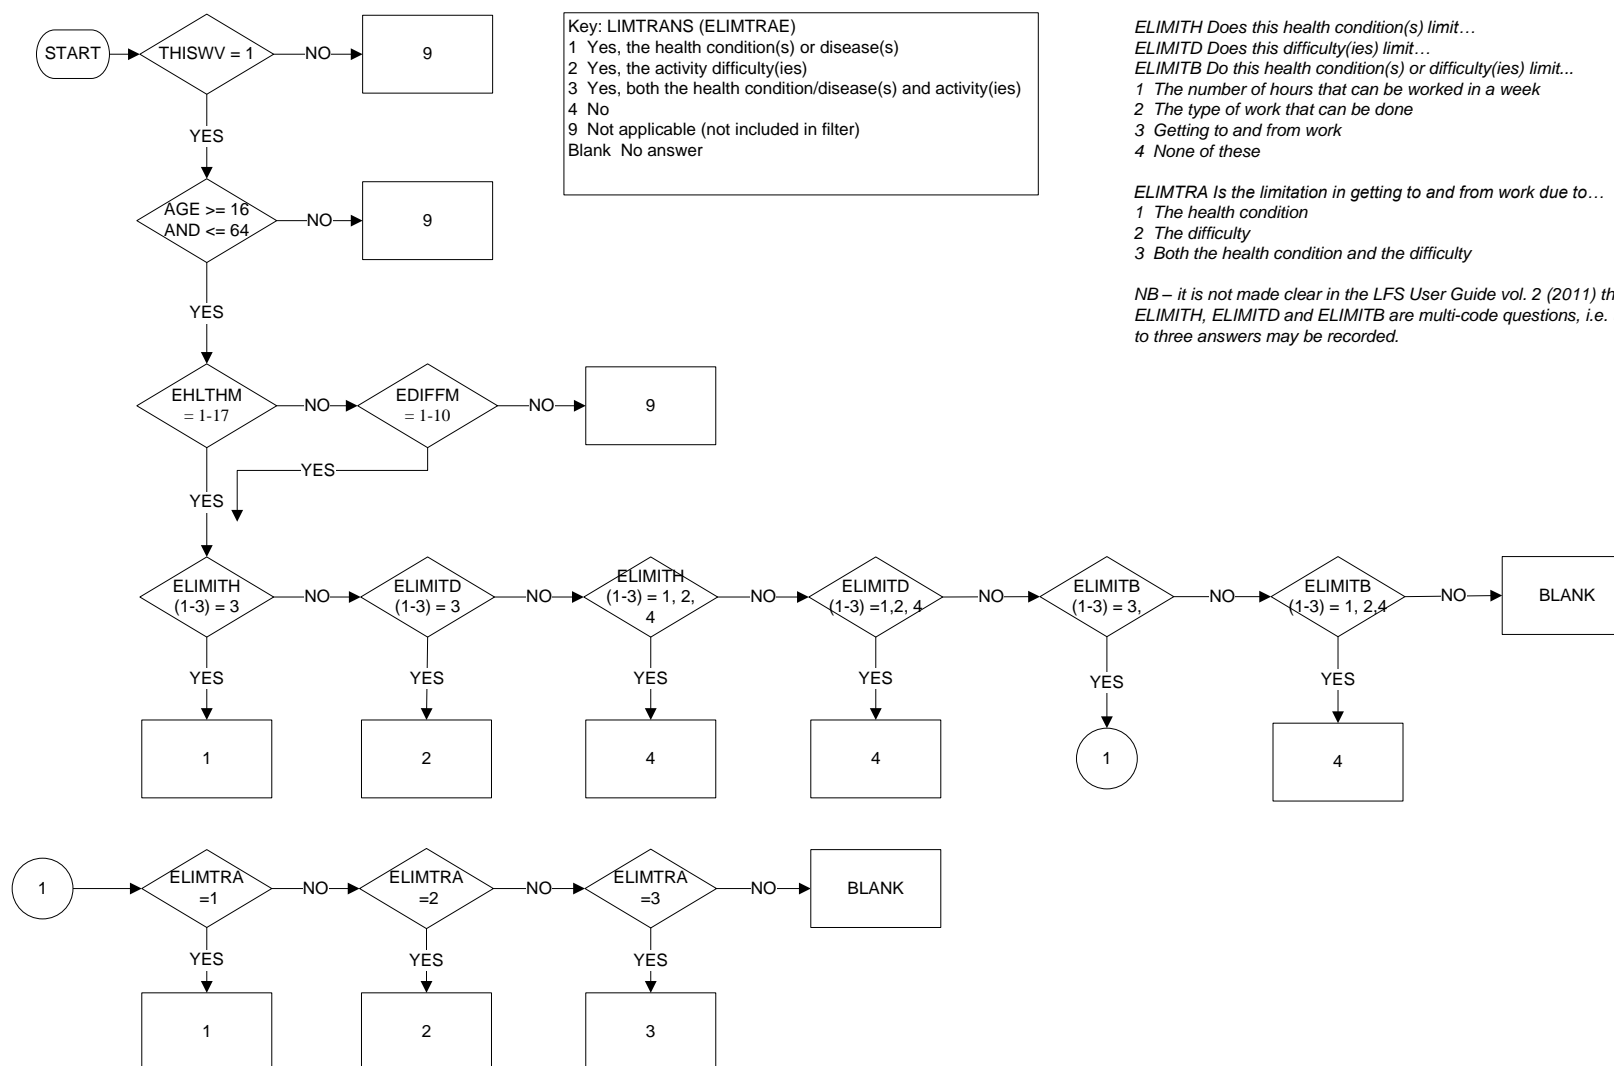 START
THISWV = 1
NO
9
YES
Key: LIMTRANS (ELIMTRAE)
1 Yes, the health condition(s) or disease(s)
2 Yes, the activity difficulty(ies)
3 Yes, both the health condition/disease(s) and activity(ies)
4 No
9 Not applicable (not included in filter)
Blank No answer
ELIMITH Does this health condition(s) limit…
ELIMITD Does this difficulty(ies) limit…
ELIMITB Do this health condition(s) or difficulty(ies) limit...
1 The number of hours that can be worked in a week
2 The type of work that can be done
3 Getting to and from work
4 None of these
ELIMTRA Is the limitation in getting to and from work due to…
1 The health condition
2 The difficulty
3 Both the health condition and the difficulty
NB – it is not made clear in the LFS User Guide vol. 2 (2011) th
ELIMITH, ELIMITD and ELIMITB are multi-code questions, i.e.
to three answers may be recorded.
AGE >= 16
AND <= 64
NO
9
YES
EHLTHM
= 1-17
NO
EDIFFM
= 1-10
NO
9
YES
YES
ELIMITH
(1-3) = 3
NO
ELIMITD
(1-3) = 3
NO
ELIMITH
(1-3) = 1, 2,
4
NO
ELIMITD
(1-3) =1,2, 4
NO
ELIMITB
(1-3) = 3,
NO
ELIMITB
(1-3) = 1, 2,4
NO
BLANK
YES
YES
YES
YES
YES
YES
1
2
4
4
1
4
1
ELIMTRA
=1
NO
ELIMTRA
=2
NO
ELIMTRA
=3
NO
BLANK
YES
YES
YES
1
2
3